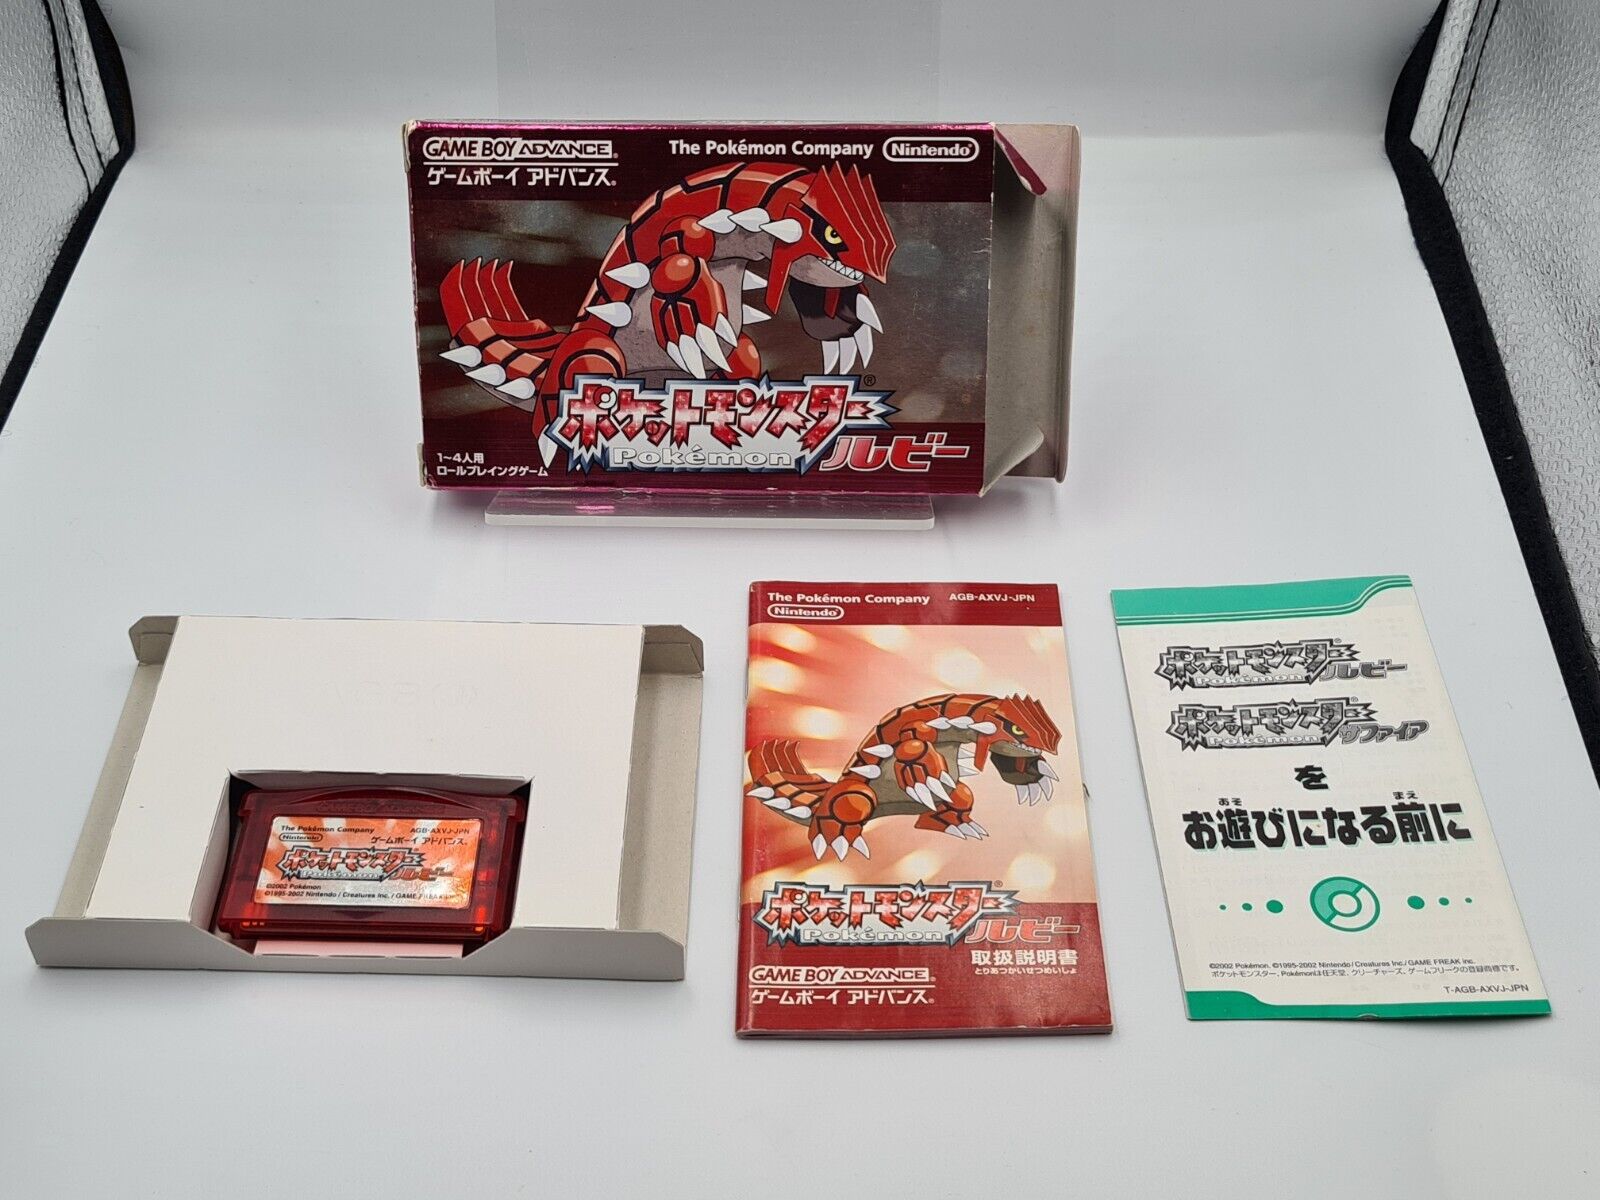 GAME BOY ADVANCE
ゲームボーイ アドバンス®
The Pokémon Company Nintendo®
ポケットモンスター®
Pokémon ルビー
1~4人用
ロールプレイングゲーム
GAME BOY ADVANCE
The Pokémon Company AGB-AXVJ-JPN
Nintendo ゲームボーイ アドバンス®
ポケットモンスター
Pokémon ルビー
©2002 Pokémon
©1995-2002 Nintendo/Creatures Inc./GAME FREAK inc.
The Pokémon Company AGB-AXVJ-JPN
Nintendo
ポケットモンスター®
Pokémon ルビー
取扱説明書
とりあつかいせつめいしょ
GAME BOY ADVANCE
ゲームボーイ アドバンス®
ポケットモンスター®
Pokémon ルビー
ポケットモンスター®
Pokémon サファイア
を
あそ まえ
お遊びになる前に
©2002 Pokémon. ©1995-2002 Nintendo/Creatures Inc./GAME FREAK inc.
ポケットモンスター、Pokémonは任天堂、クリーチャーズ、ゲームフリークの登録商標です。
T-AGB-AXVJ-JPN